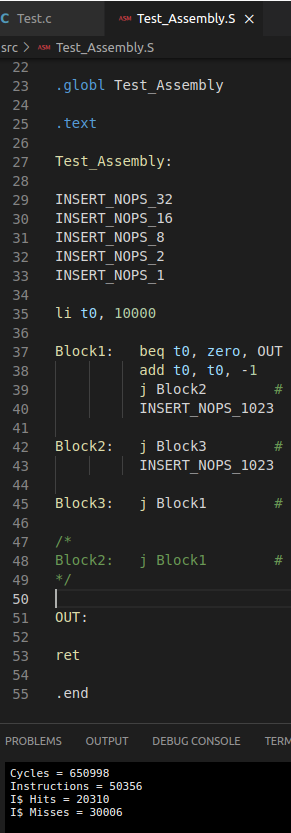 C Test.c ASM Test_Assembly.S ×
src > ASM Test_Assembly.S
22
23 .globl Test_Assembly
24
25 .text
26
27 Test_Assembly:
28
29 INSERT_NOPS_32
30 INSERT_NOPS_16
31 INSERT_NOPS_8
32 INSERT_NOPS_2
33 INSERT_NOPS_1
34
35 li t0, 10000
36
37 Block1: beq t0, zero, OUT
38 add t0, t0, -1
39 j Block2 #
40 INSERT_NOPS_1023
41
42 Block2: j Block3 #
43 INSERT_NOPS_1023
44
45 Block3: j Block1 #
46
47 /*
48 Block2: j Block1 #
49 */
50
51 OUT:
52
53 ret
54
55 .end
PROBLEMS OUTPUT DEBUG CONSOLE TERM
Cycles = 650998
Instructions = 50356
I$ Hits = 20310
I$ Misses = 30006